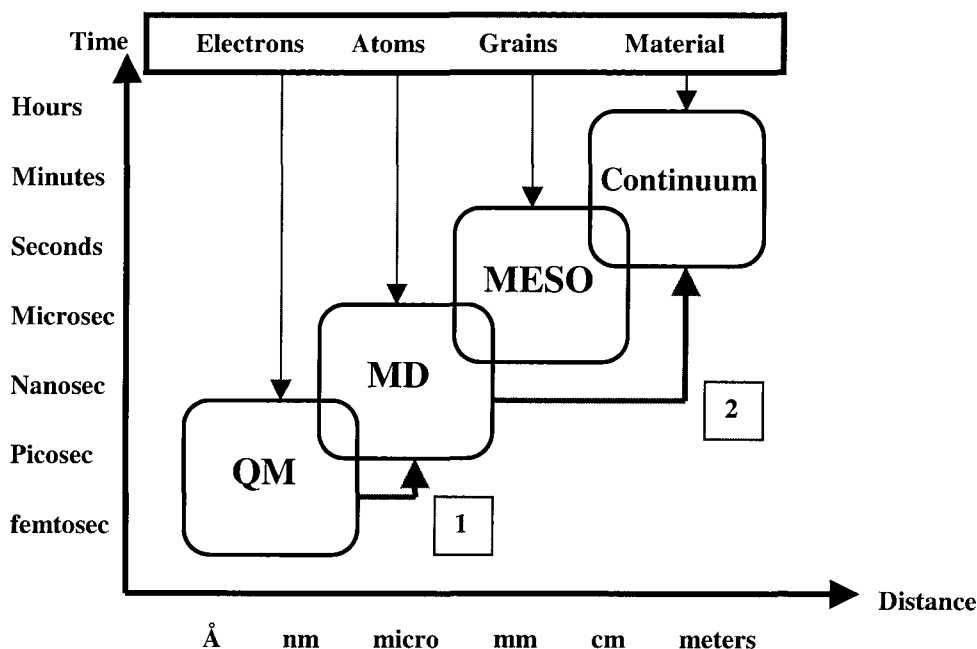 Time
Electrons Atoms Grains Material
Hours
Minutes
Continuum
Seconds
MESO
Microsec
MD
Nanosec
2
Picosec
QM
femtosec
1
Distance
Å nm micro mm cm meters